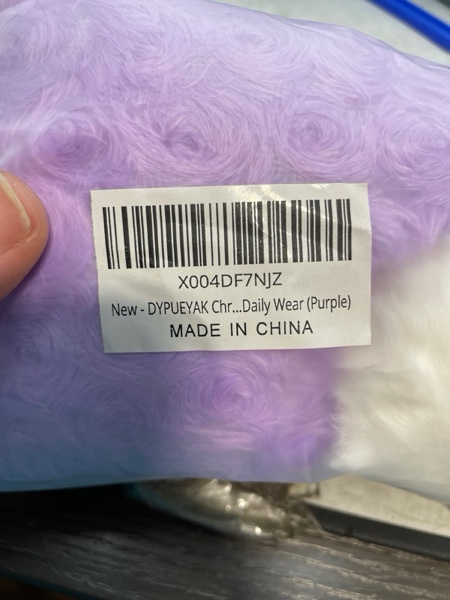 X004DF7NJZ
New - DYPUEYAK Chr...Daily Wear (Purple)
MADE IN CHINA